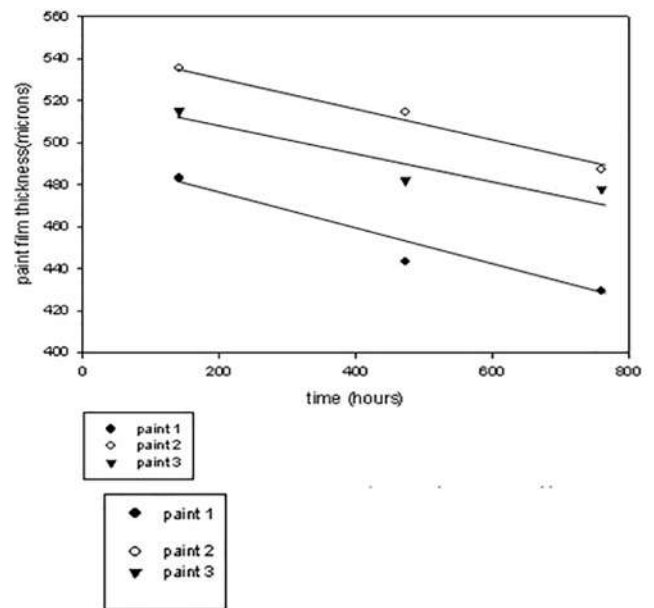 560
540
520
500
480
460
440
420
400
paint film thickness(microns)
0
200
400
600
800
time (hours)
paint 1
paint 2
paint 3
paint 1
paint 2
paint 3